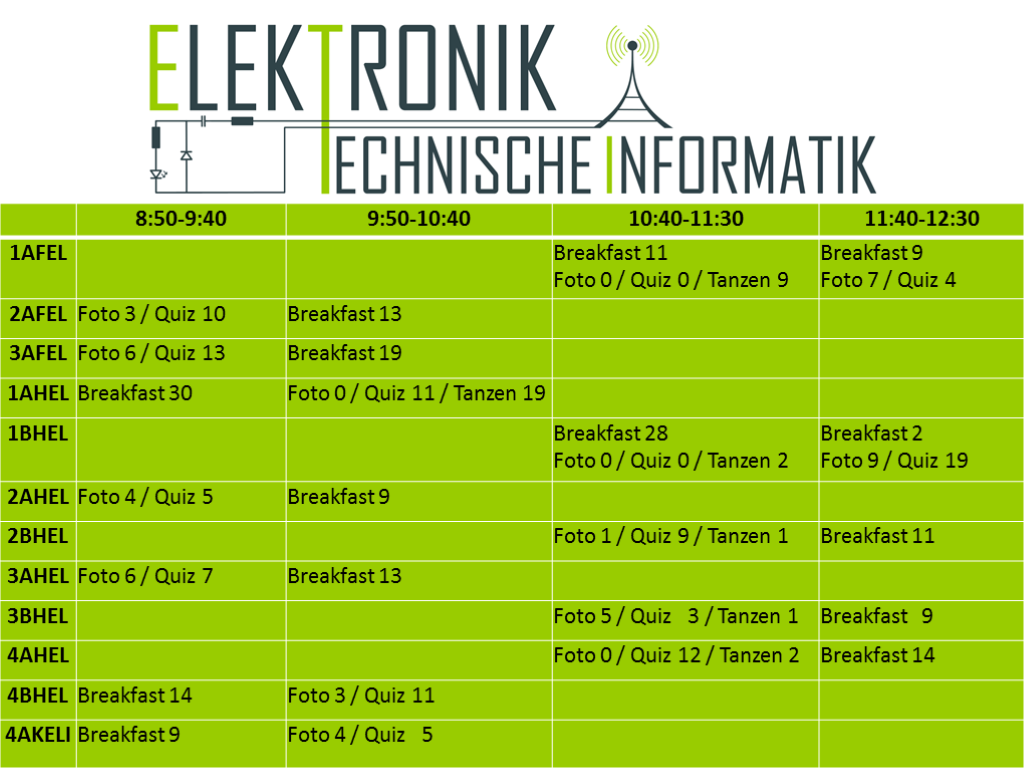 ELEKTRONIK
TECHNISCHE INFORMATIK
8:50-9:40 9:50-10:40 10:40-11:30 11:40-12:30
1AFEL Breakfast 11 Breakfast 9
Foto 0 / Quiz 0 / Tanzen 9 Foto 7 / Quiz 4
2AFEL Foto 3 / Quiz 10 Breakfast 13
3AFEL Foto 6 / Quiz 13 Breakfast 19
1AHEL Breakfast 30 Foto 0 / Quiz 11 / Tanzen 19
1BHEL Breakfast 28 Breakfast 2
Foto 0 / Quiz 0 / Tanzen 2 Foto 9 / Quiz 19
2AHEL Foto 4 / Quiz 5 Breakfast 9
2BHEL Foto 1 / Quiz 9 / Tanzen 1 Breakfast 11
3AHEL Foto 6 / Quiz 7 Breakfast 13
3BHEL Foto 5 / Quiz 3 / Tanzen 1 Breakfast 9
4AHEL Foto 0 / Quiz 12 / Tanzen 2 Breakfast 14
4BHEL Breakfast 14 Foto 3 / Quiz 11
4AKELI Breakfast 9 Foto 4 / Quiz 5